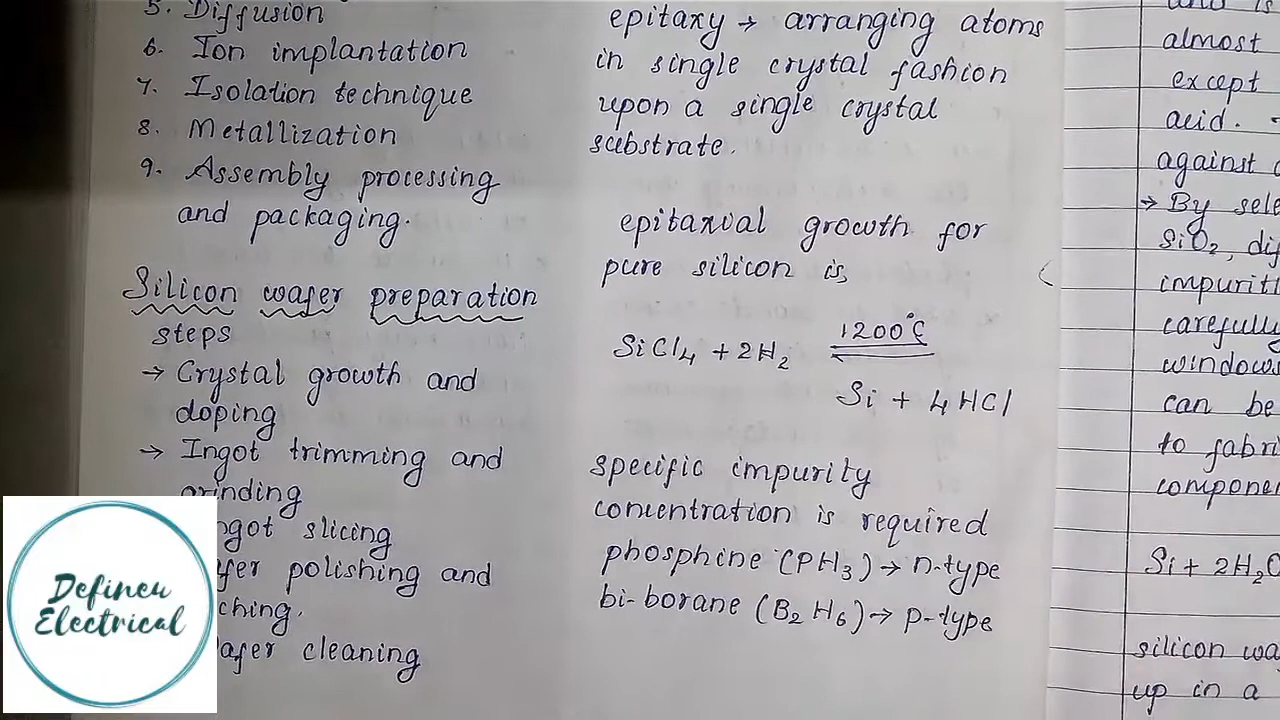 5. Diffusion
6. Ion implantation
7. Isolation technique
8. Metallization
9. Assembly processing
and packaging.
Silicon wafer preparation
steps
→ Crystal growth and
doping
→ Ingot trimming and
grinding
ngot slicing
fer polishing and
ching.
afer cleaning
epitaxy → arranging atoms
in single crystal fashion
upon a single crystal
substrate.
epitaxial growth for
pure silicon is,
SiCl4 + 2H2 1200°C ⇌
Si + 4HCl
specific impurity
concentration is required
phosphine (PH3) → n-type
bi-borane (B2H6) → p-type
almost
except
acid.
against
→ By sele
SiO2, dif
impuriti
carefully
windows
can be
to fabri
componen
Si + 2H2O
silicon wa
up in a
Defineu
Electrical